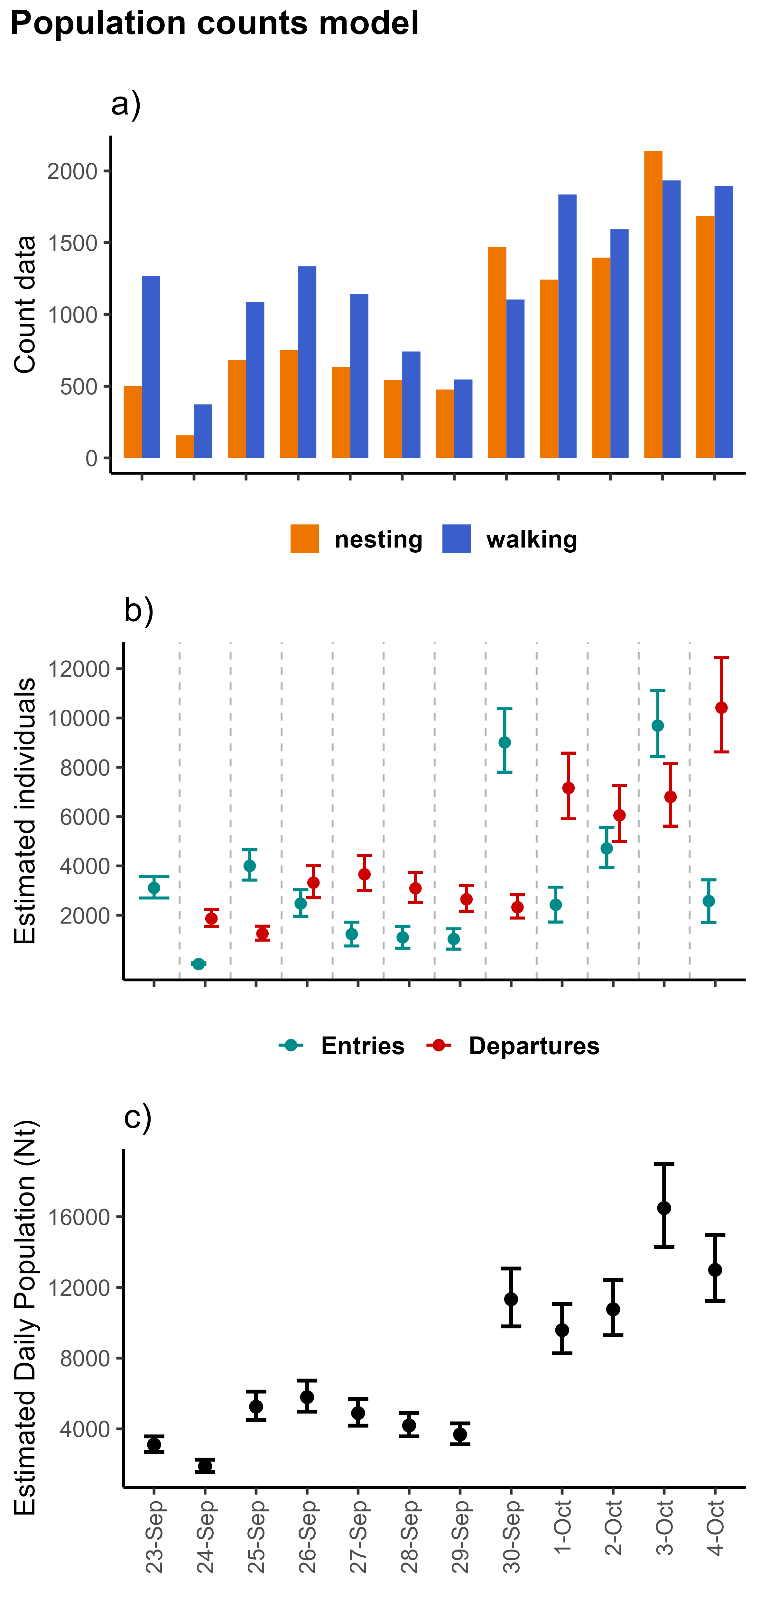 Population counts model
a)
Count data
2000
1500
1000
500
0
nesting walking
b)
Estimated individuals
12000
10000
8000
6000
4000
2000
Entries Departures
c)
Estimated Daily Population (Nt)
16000
12000
8000
4000
23-Sep
24-Sep
25-Sep
26-Sep
27-Sep
28-Sep
29-Sep
30-Sep
1-Oct
2-Oct
3-Oct
4-Oct